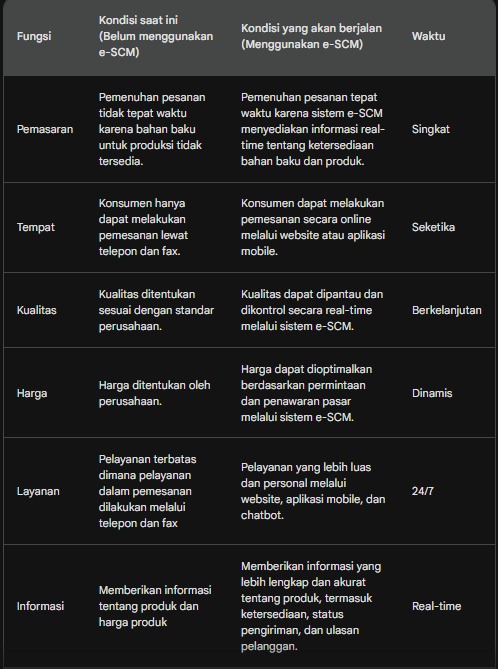 Fungsi
Kondisi saat ini
(Belum menggunakan
e-SCM)
Kondisi yang akan berjalan
(Menggunakan e-SCM)
Waktu
Pemasaran
Pemenuhan pesanan
tidak tepat waktu
karena bahan baku
untuk produksi tidak
tersedia.
Pemenuhan pesanan tepat
waktu karena sistem e-SCM
menyediakan informasi real-
time tentang ketersediaan
bahan baku dan produk.
Singkat
Tempat
Konsumen hanya
dapat melakukan
pemesanan lewat
telepon dan fax.
Konsumen dapat melakukan
pemesanan secara online
melalui website atau aplikasi
mobile.
Seketika
Kualitas
Kualitas ditentukan
sesuai dengan standar
perusahaan.
Kualitas dapat dipantau dan
dikontrol secara real-time
melalui sistem e-SCM.
Berkelanjutan
Harga
Harga ditentukan oleh
perusahaan.
Harga dapat dioptimalkan
berdasarkan permintaan
dan penawaran pasar
melalui sistem e-SCM.
Dinamis
Layanan
Pelayanan terbatas
dimana pelayanan
dalam pemesanan
dilakukan melalui
telepon dan fax
Pelayanan yang lebih luas
dan personal melalui
website, aplikasi mobile, dan
chatbot.
24/7
Informasi
Memberikan informasi
tentang produk dan
harga produk
Memberikan informasi yang
lebih lengkap dan akurat
tentang produk, termasuk
ketersediaan, status
pengiriman, dan ulasan
pelanggan.
Real-time